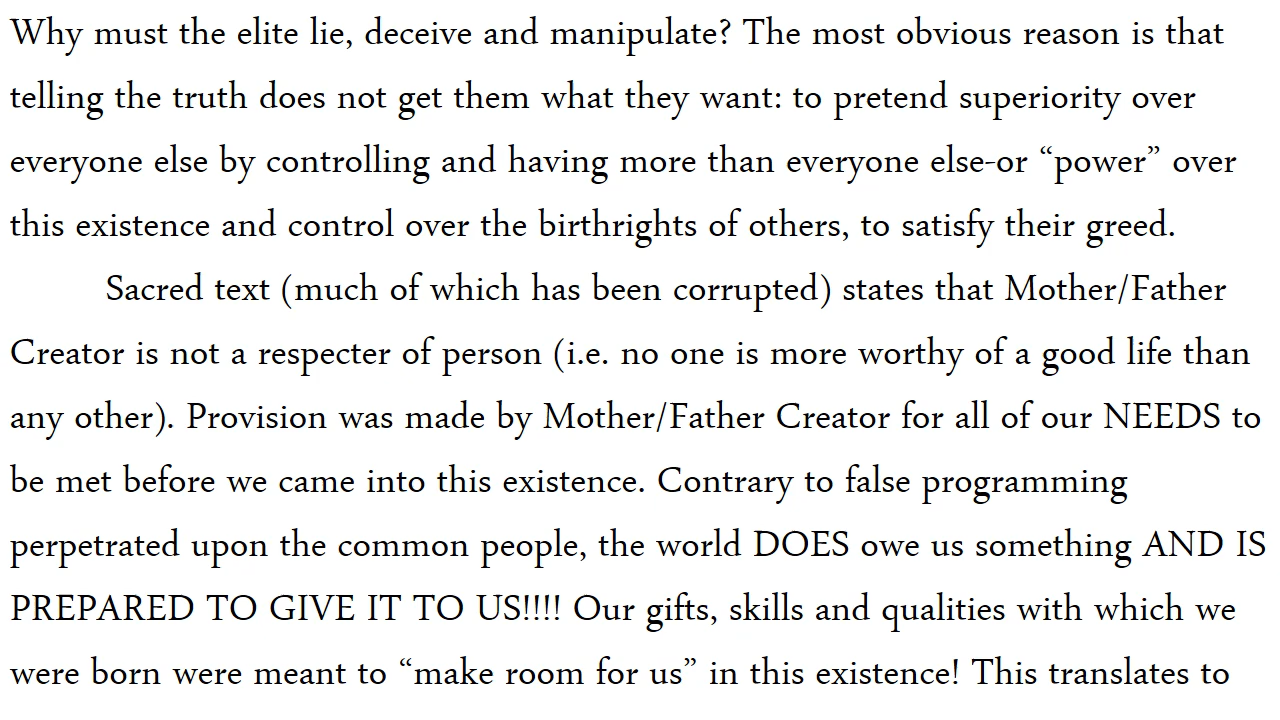 Why must the elite lie, deceive and manipulate? The most obvious reason is that
telling the truth does not get them what they want: to pretend superiority over
everyone else by controlling and having more than everyone else-or “power” over
this existence and control over the birthrights of others, to satisfy their greed.
Sacred text (much of which has been corrupted) states that Mother/Father
Creator is not a respecter of person (i.e. no one is more worthy of a good life than
any other). Provision was made by Mother/Father Creator for all of our NEEDS to
be met before we came into this existence. Contrary to false programming
perpetrated upon the common people, the world DOES owe us something AND IS
PREPARED TO GIVE IT TO US!!!! Our gifts, skills and qualities with which we
were born were meant to “make room for us” in this existence! This translates to